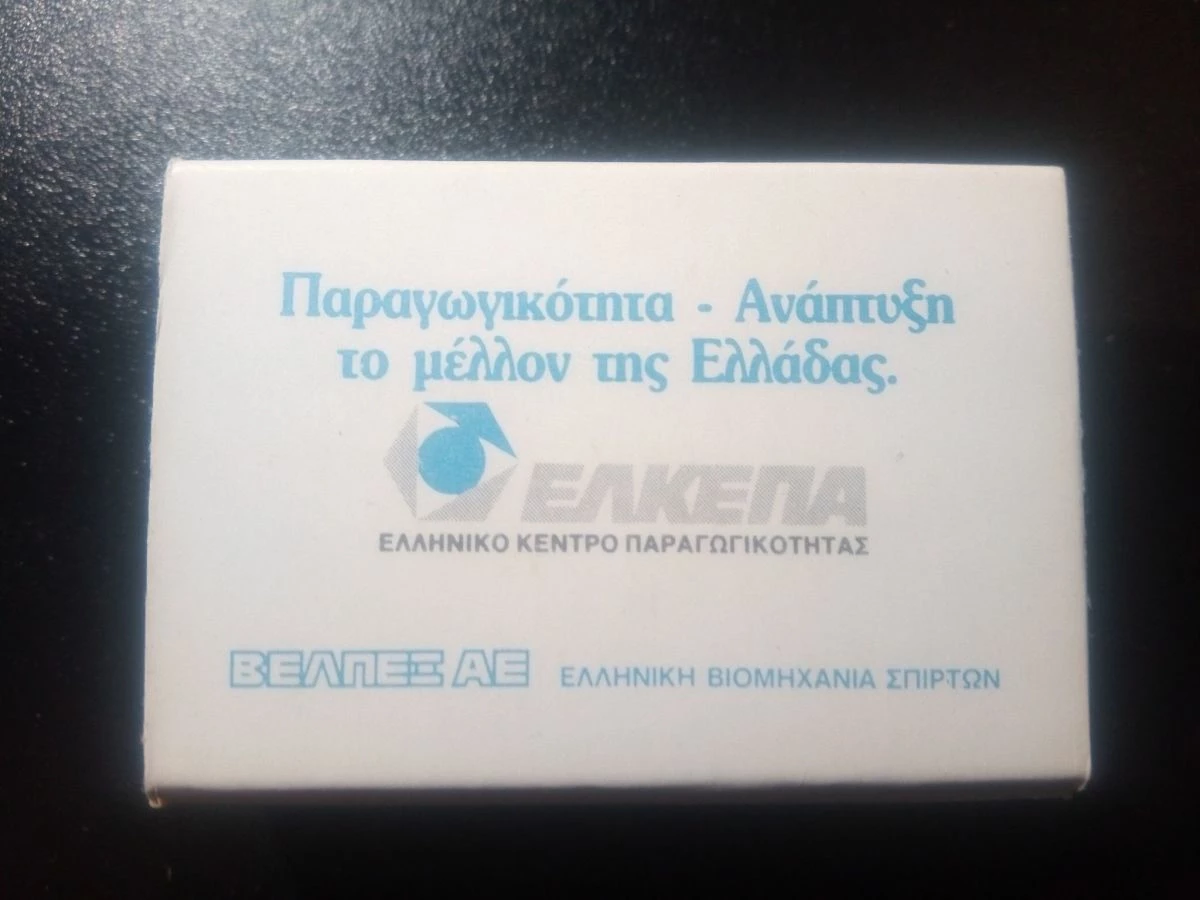 Παραγωγικότητα - Ανάπτυξη
το μέλλον της Ελλάδας.
ΕΛΚΕΠΑ
ΕΛΛΗΝΙΚΟ ΚΕΝΤΡΟ ΠΑΡΑΓΩΓΙΚΟΤΗΤΑΣ
ΒΕΛΠΕΞ ΑΕ ΕΛΛΗΝΙΚΗ ΒΙΟΜΗΧΑΝΙΑ ΣΠΙΡΤΩΝ